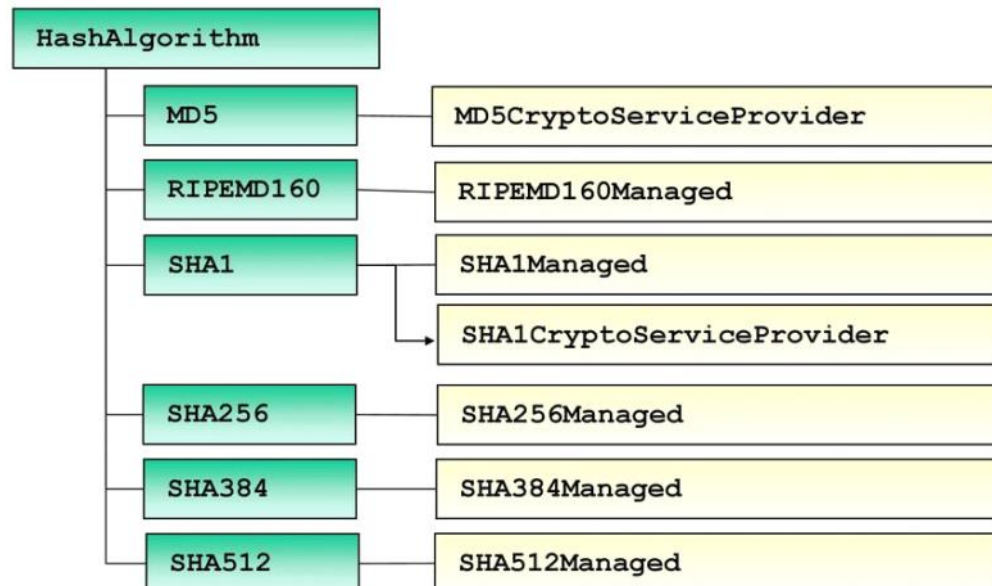 HashAlgorithm
MD5
MD5CryptoServiceProvider
RIPEMD160
RIPEMD160Managed
SHA1
SHA1Managed
SHA1CryptoServiceProvider
SHA256
SHA256Managed
SHA384
SHA384Managed
SHA512
SHA512Managed